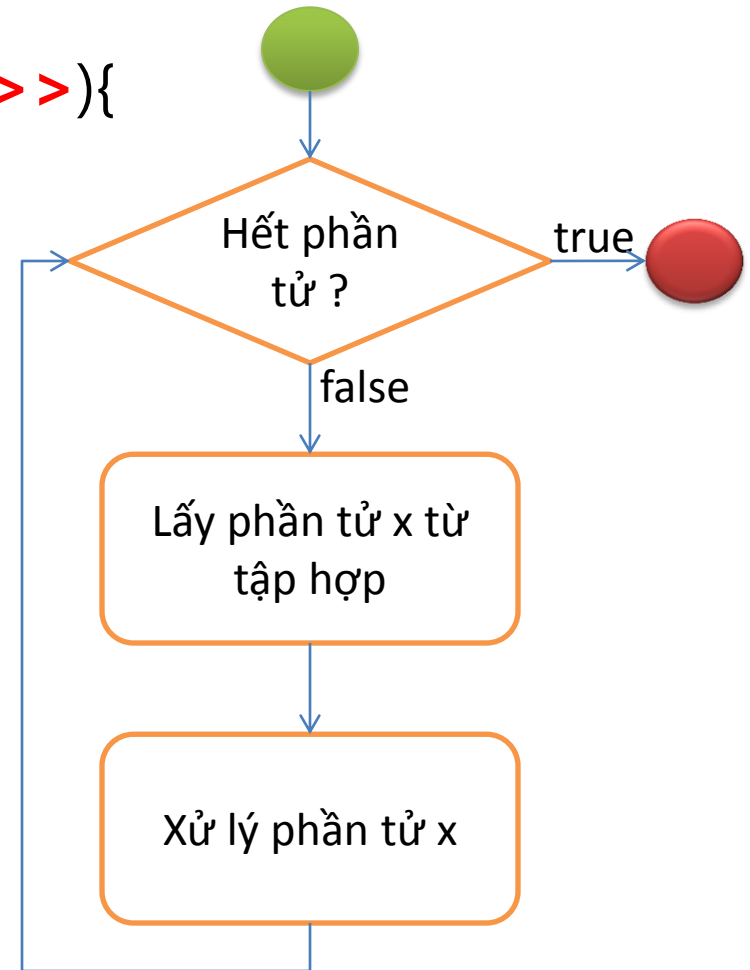 >>){
Hết phần
tử ?
true
false
Lấy phần tử x từ
tập hợp
Xử lý phần tử x